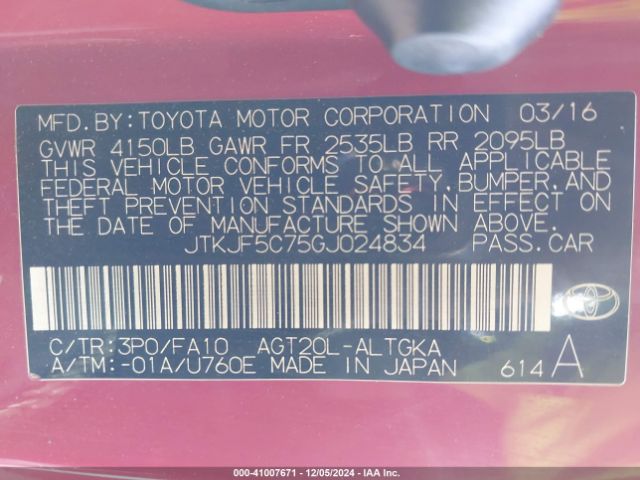 MFD.BY:TOYOTA MOTOR CORPORATION 03/16
GVWR 4150LB GAWR FR 2535LB RR 2095LB
THIS VEHICLE CONFORMS TO ALL APPLICABLE
FEDERAL MOTOR VEHICLE SAFETY,BUMPER,AND
THEFT PREVENTION STANDARDS IN EFFECT ON
THE DATE OF MANUFACTURE SHOWN ABOVE.
JTKJF5C75GJ024834 PASS.CAR
C/TR:3P0/FA10 AGT20L-ALTGKA
A/TM:-01A/U760E MADE IN JAPAN 614A
000-41007671 - 12/05/2024 - COPYRIGHT IAA, LLC